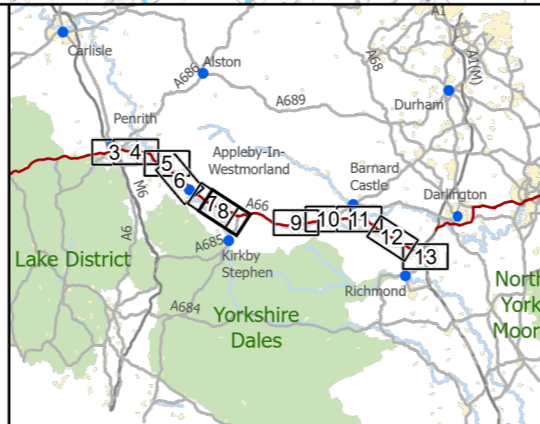 A1
Carlisle
Alston
A686
A68
A1(M)
A689
Durham
Penrith
3 4
5
6
Appleby-In-
Westmorland
Barnard
Castle
Darlington
M6
7
8
A66
9
10
11
12
13
A6
A685
Kirkby
Stephen
Lake District
Richmond
North
York
Moor
A684
Yorkshire
Dales